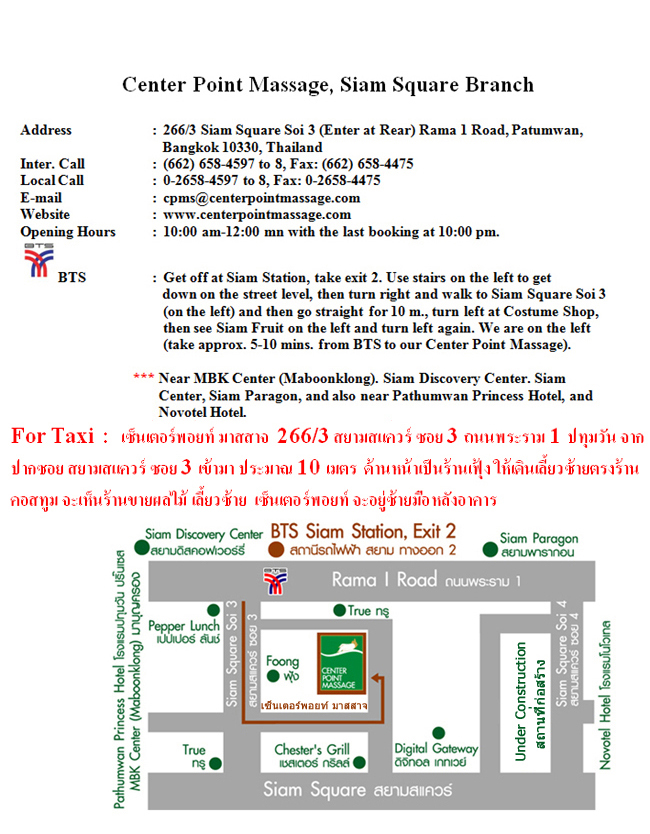 Center Point Massage, Siam Square Branch
Address : 266/3 Siam Square Soi 3 (Enter at Rear) Rama 1 Road, Patumwan,
Bangkok 10330, Thailand
Inter. Call : (662) 658-4597 to 8, Fax: (662) 658-4475
Local Call : 0-2658-4597 to 8, Fax: 0-2658-4475
E-mail : cpms@centerpointmassage.com
Website : www.centerpointmassage.com
Opening Hours : 10:00 am-12:00 mn with the last booking at 10:00 pm.
BTS
BTS : Get off at Siam Station, take exit 2. Use stairs on the left to get
down on the street level, then turn right and walk to Siam Square Soi 3
(on the left) and then go straight for 10 m., turn left at Costume Shop,
then see Siam Fruit on the left and turn left again. We are on the left
(take approx. 5-10 mins. from BTS to our Center Point Massage).
*** Near MBK Center (Maboonklong). Siam Discovery Center. Siam
Center, Siam Paragon, and also near Pathumwan Princess Hotel, and
Novotel Hotel.
For Taxi : เซ็นเตอร์พอยท์ มาสสาจ 266/3 สยามสแควร์ ซอย 3 ถนนพระราม 1 ปทุมวัน จาก
ปากซอย สยามสแควร์ ซอย 3 เข้ามา ประมาณ 10 เมตร ด้านหน้าเป็นร้านฟุ้ง ให้เดินเลี้ยวซ้ายตรงร้าน
คอสทูม จะเห็นร้านขายผลไม้ เลี้ยวซ้าย เซ็นเตอร์พอยท์ จะอยู่ซ้ายมือหลังอาคาร
Siam Discovery Center
สยามดิสคอฟเวอร์รี่
BTS Siam Station, Exit 2
สถานีรถไฟฟ้า สยาม ทางออก 2
Siam Paragon
สยามพารากอน
Rama I Road ถนนพระราม 1
Pathumwan Princess Hotel โรงแรมปทุมวัน ปริ๊นเซส
MBK Center (Maboonklong) มาบุญครอง
Pepper Lunch
เปปเปอร์ ลันช์
Siam Square Soi 3
สยามสแควร์ ซอย 3
True ทรู
Foong
ฟุ้ง
CENTER
POINT
MASSAGE
เซ็นเตอร์พอยท์ มาสสาจ
Under Construction
สถานที่ก่อสร้าง
Siam Square Soi 4
สยามสแควร์ ซอย 4
Novotel Hotel โรงแรมโนโวเทล
True
ทรู
Chester's Grill
เชสเตอร์ กริลล์
Digital Gateway
ดิจิทอล เกทเวย์
Siam Square สยามสแควร์